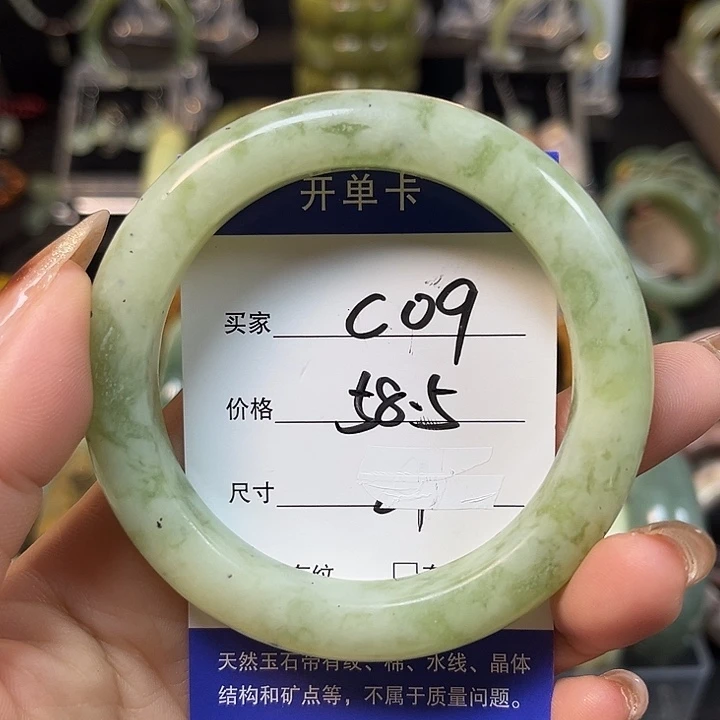 开单卡
买家 C09
价格 58.5
尺寸
天然玉石带有纹、棉、水线、晶体
结构和矿点等，不属于质量问题。